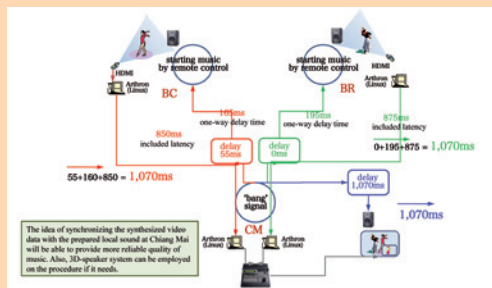 HDMI
Arthron
(Linux)
starting music
by remote control
BC
starting music
by remote control
BR
HDMI
Arthron
(Linux)
165ms
one-way delay time
195ms
one-way delay time
850ms
included latency
875ms
included latency
delay
55ms
delay
0ms
0+195+875 = 1,070ms
55+160+850 = 1,070ms
"bang"
signal
delay
1,070ms
1,070ms
CM
Arthron
(Linux)
Arthron
(Linux)
The idea of synchronizing the synthesized video
data with the prepared local sound at Chiang Mai
will be able to provide more reliable quality of
music. Also, 3D-speaker system can be employed
on the procedure if it needs.